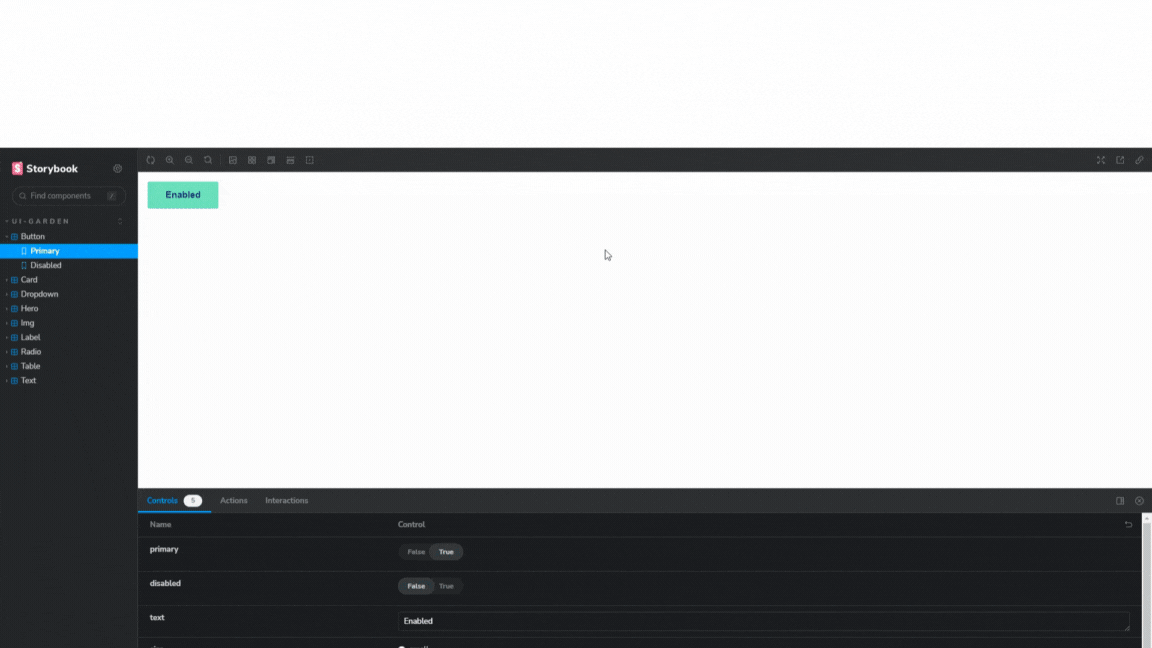 Storybook
Find components /
UI-GARDEN
Button
Primary
Disabled
Card
Dropdown
Hero
Img
Label
Radio
Table
Text
Enabled
Controls 5 Actions Interactions
Name Control
primary False True
disabled False True
text Enabled